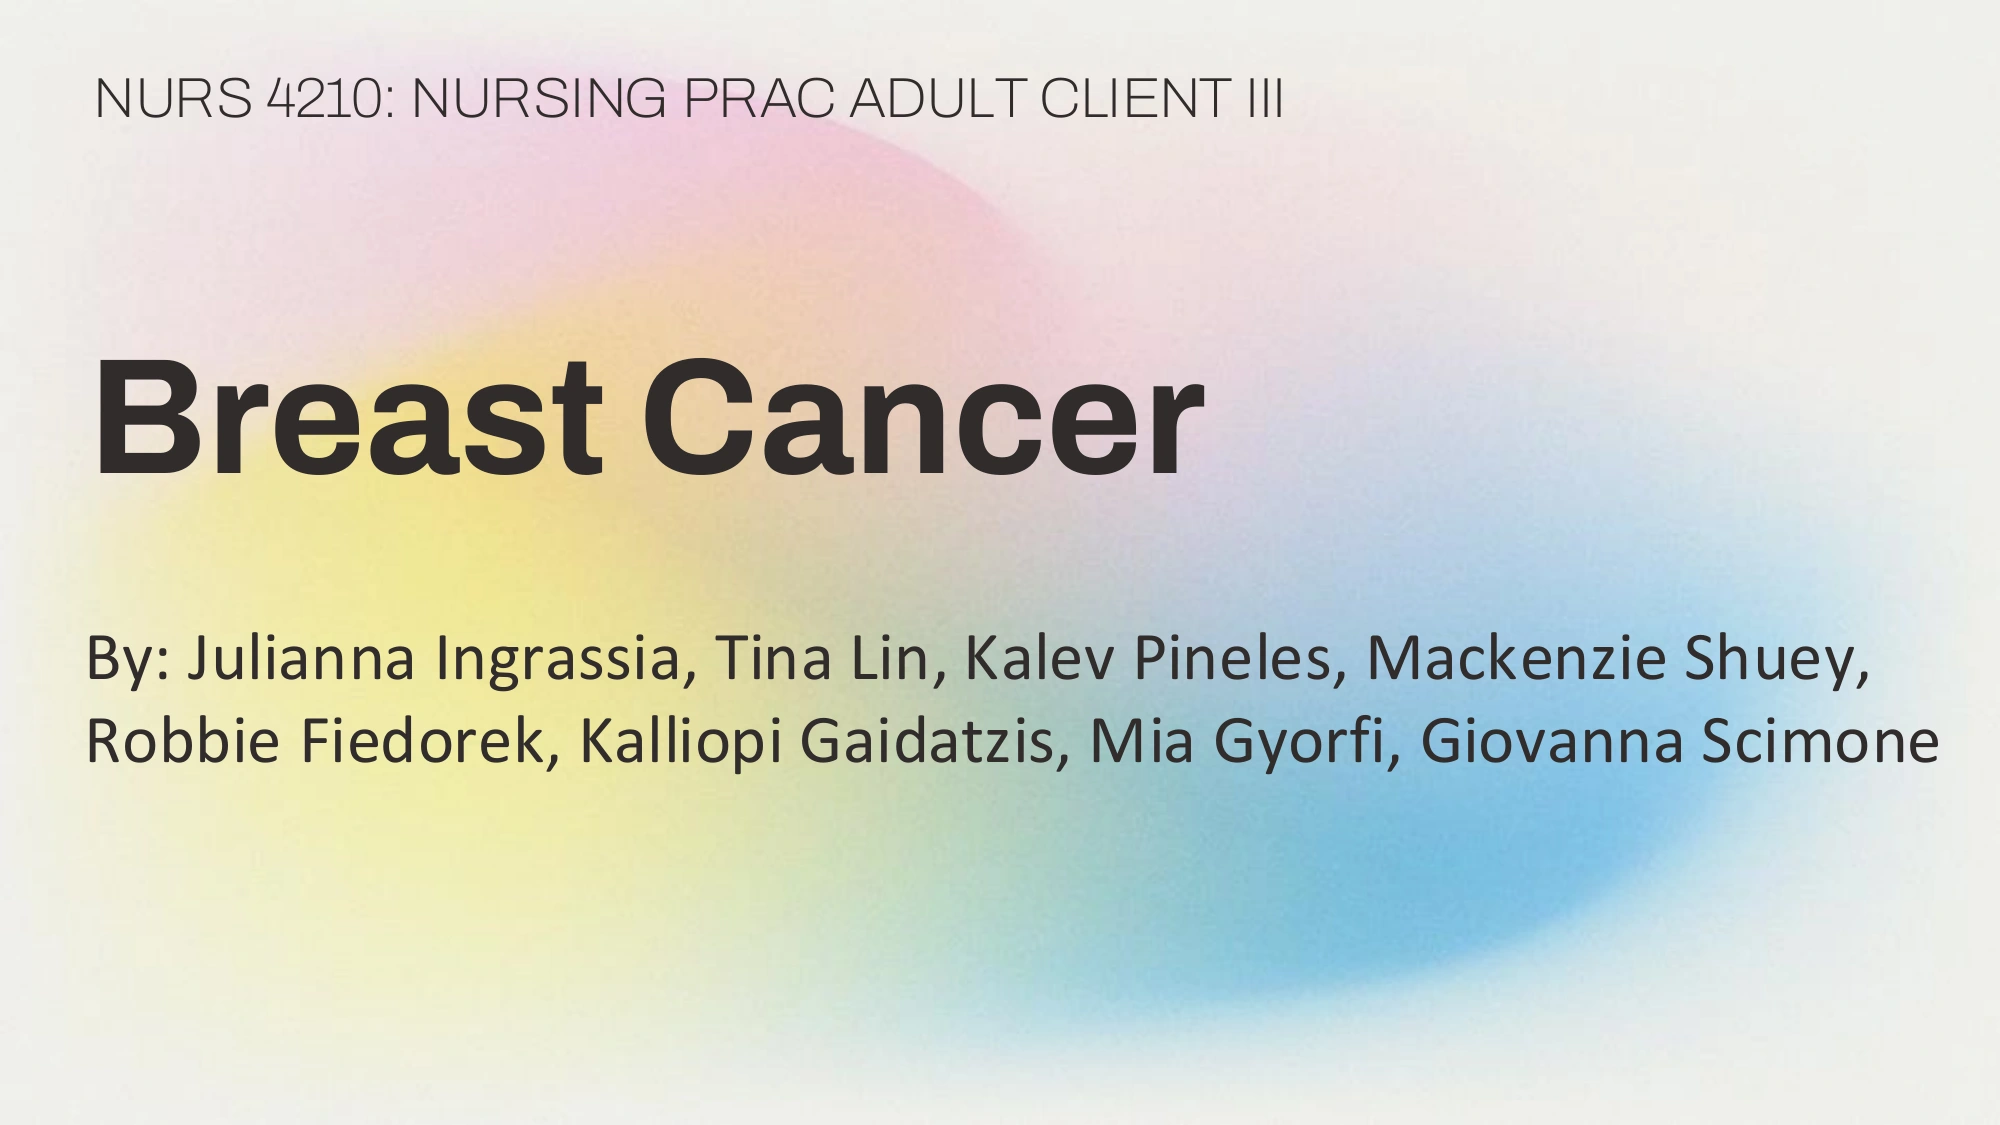 NURS 4210: NURSING PRAC ADULT CLIENT III
Breast Cancer
By: Julianna Ingrassia, Tina Lin, Kalev Pineles, Mackenzie Shuey,
Robbie Fiedorek, Kalliopi Gaidatzis, Mia Gyorfi, Giovanna Scimone